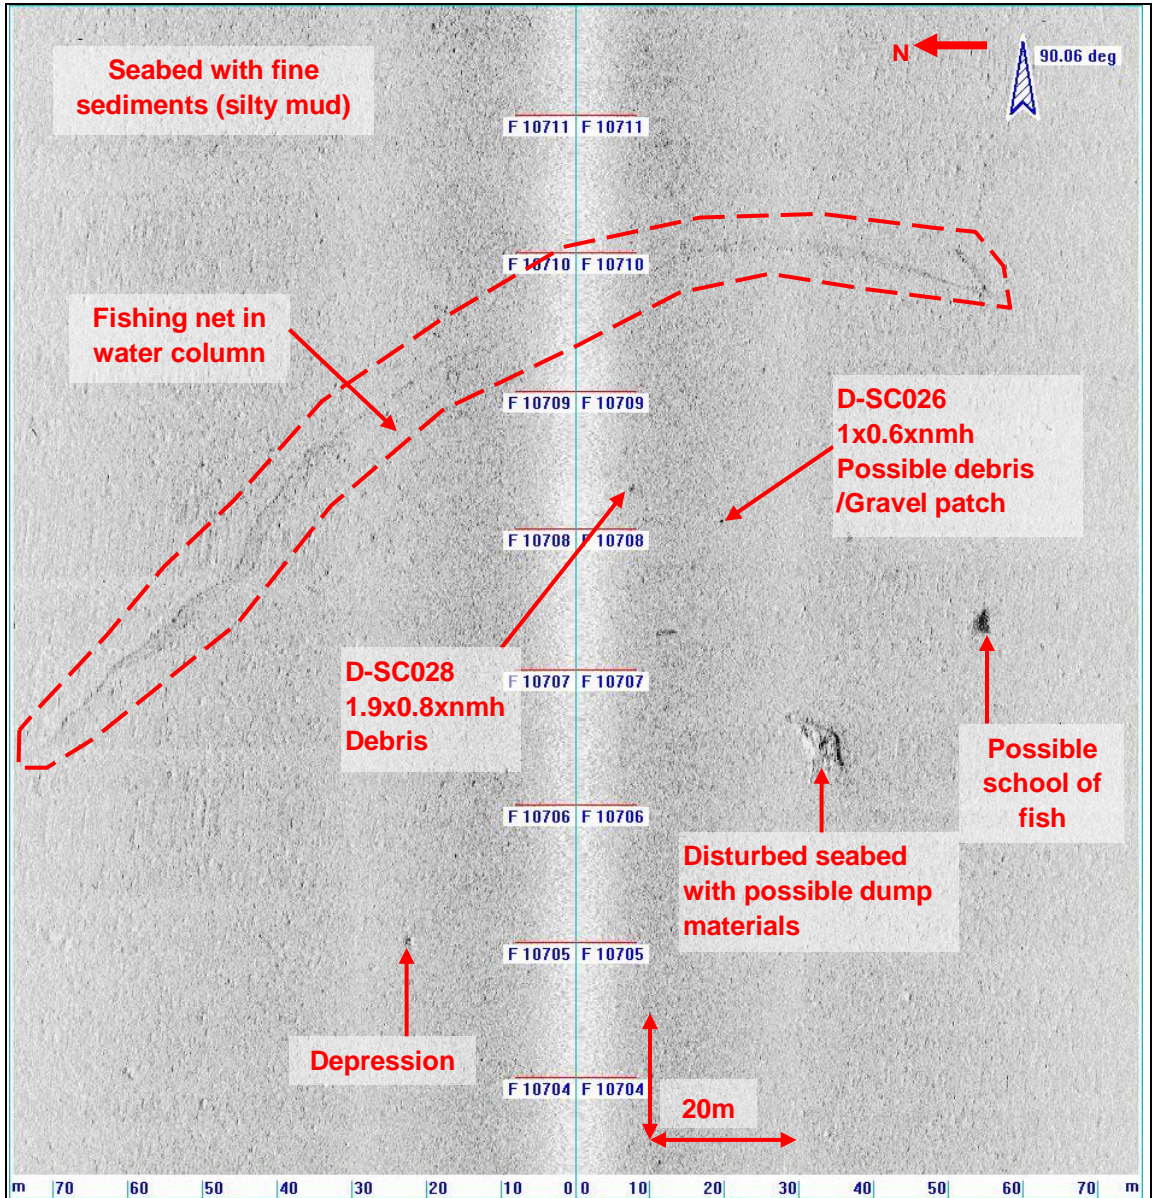 Seabed with fine
sediments (silty mud)
N
90.06 deg
F 10711 F 10711
F 10710 F 10710
Fishing net in
water column
F 10709 F 10709
D-SC026
1x0.6xnmh
Possible debris
/Gravel patch
F 10708 F 10708
D-SC028
1.9x0.8xnmh
Debris
F 10707 F 10707
Possible
school of
fish
F 10706 F 10706
Disturbed seabed
with possible dump
materials
F 10705 F 10705
Depression
F 10704 F 10704
20m
m 70 60 50 40 30 20 10 0 0 10 20 30 40 50 60 70 m